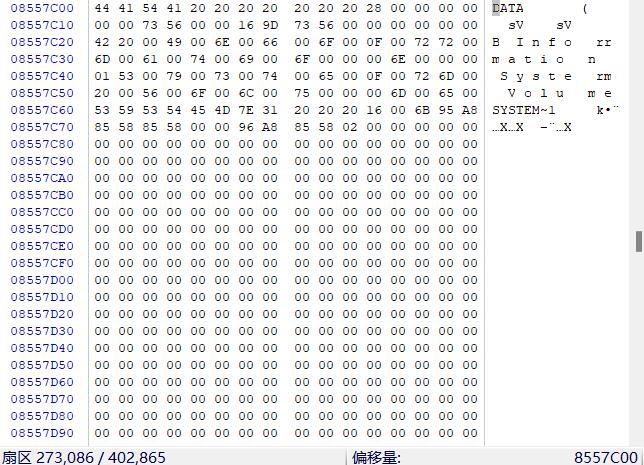 08557C00 44 41 54 41 20 20 20 20 20 20 20 28 00 00 00 00 DATA (
08557C10 00 00 73 56 00 00 16 9D 73 56 00 00 00 00 00 00 sV sV
08557C20 42 20 00 49 00 6E 00 66 00 6F 00 0F 00 72 72 00 B I n f o rr
08557C30 6D 00 61 00 74 00 69 00 6F 00 00 00 6E 00 00 00 m a t i o n
08557C40 01 53 00 79 00 73 00 74 00 65 00 0F 00 72 6D 00 S y s t e rm
08557C50 20 00 56 00 6F 00 6C 00 75 00 00 00 6D 00 65 00 V o l u m e
08557C60 53 59 53 54 45 4D 7E 31 20 20 20 16 00 6B 95 A8 SYSTEM~1 k•¨
08557C70 85 58 85 58 00 00 96 A8 85 58 02 00 00 00 00 00 …X…X –¨…X
08557C80 00 00 00 00 00 00 00 00 00 00 00 00 00 00 00 00
08557C90 00 00 00 00 00 00 00 00 00 00 00 00 00 00 00 00
08557CA0 00 00 00 00 00 00 00 00 00 00 00 00 00 00 00 00
08557CB0 00 00 00 00 00 00 00 00 00 00 00 00 00 00 00 00
08557CC0 00 00 00 00 00 00 00 00 00 00 00 00 00 00 00 00
08557CD0 00 00 00 00 00 00 00 00 00 00 00 00 00 00 00 00
08557CE0 00 00 00 00 00 00 00 00 00 00 00 00 00 00 00 00
08557CF0 00 00 00 00 00 00 00 00 00 00 00 00 00 00 00 00
08557D00 00 00 00 00 00 00 00 00 00 00 00 00 00 00 00 00
08557D10 00 00 00 00 00 00 00 00 00 00 00 00 00 00 00 00
08557D20 00 00 00 00 00 00 00 00 00 00 00 00 00 00 00 00
08557D30 00 00 00 00 00 00 00 00 00 00 00 00 00 00 00 00
08557D40 00 00 00 00 00 00 00 00 00 00 00 00 00 00 00 00
08557D50 00 00 00 00 00 00 00 00 00 00 00 00 00 00 00 00
08557D60 00 00 00 00 00 00 00 00 00 00 00 00 00 00 00 00
08557D70 00 00 00 00 00 00 00 00 00 00 00 00 00 00 00 00
08557D80 00 00 00 00 00 00 00 00 00 00 00 00 00 00 00 00
08557D90 00 00 00 00 00 00 00 00 00 00 00 00 00 00 00 00
扇区 273,086 / 402,865 偏移量: 8557C00